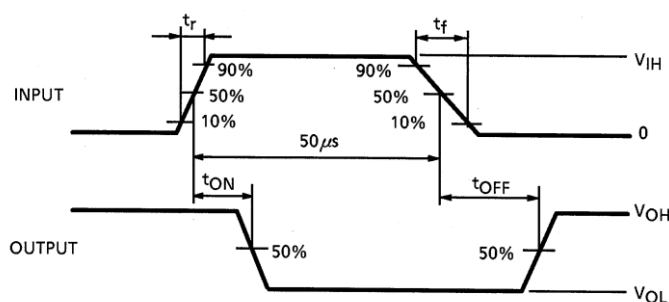 tr
tf
VIH
90%
90%
INPUT
50%
50%
10%
10%
0
50μs
tON
tOFF
VOH
OUTPUT
50%
50%
VOL